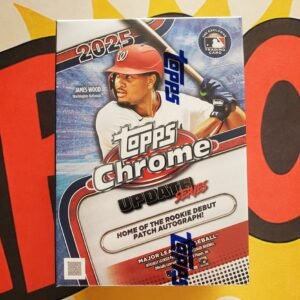 2025
JAMES WOOD
Washington Nationals
topps
Topps
Chrome
UPDATE
SERIES
HOME OF THE ROOKIE DEBUT
PATCH AUTOGRAPH!
MAJOR LEAGUE BASEBALL
topps